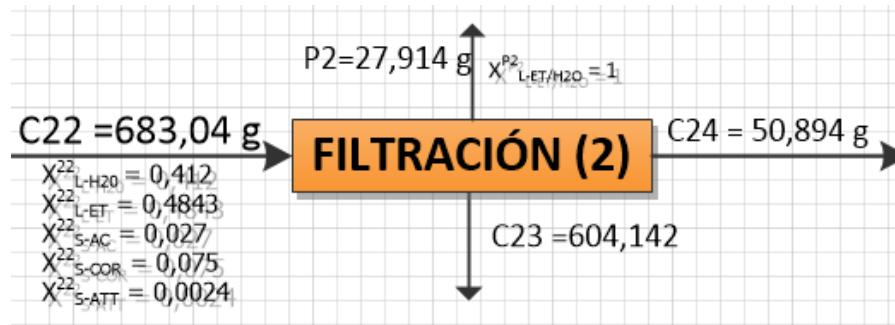 P2=27,914 g
X^P2_L-ET/H2O = 1
C22 =683,04 g
FILTRACIÓN (2)
C24 = 50,894 g
X^22_L-H20 = 0,412
X^22_L-ET = 0,4843
X^22_S-AC = 0,027
X^22_S-COR = 0,075
X^22_S-ATT = 0,0024
C23 =604,142